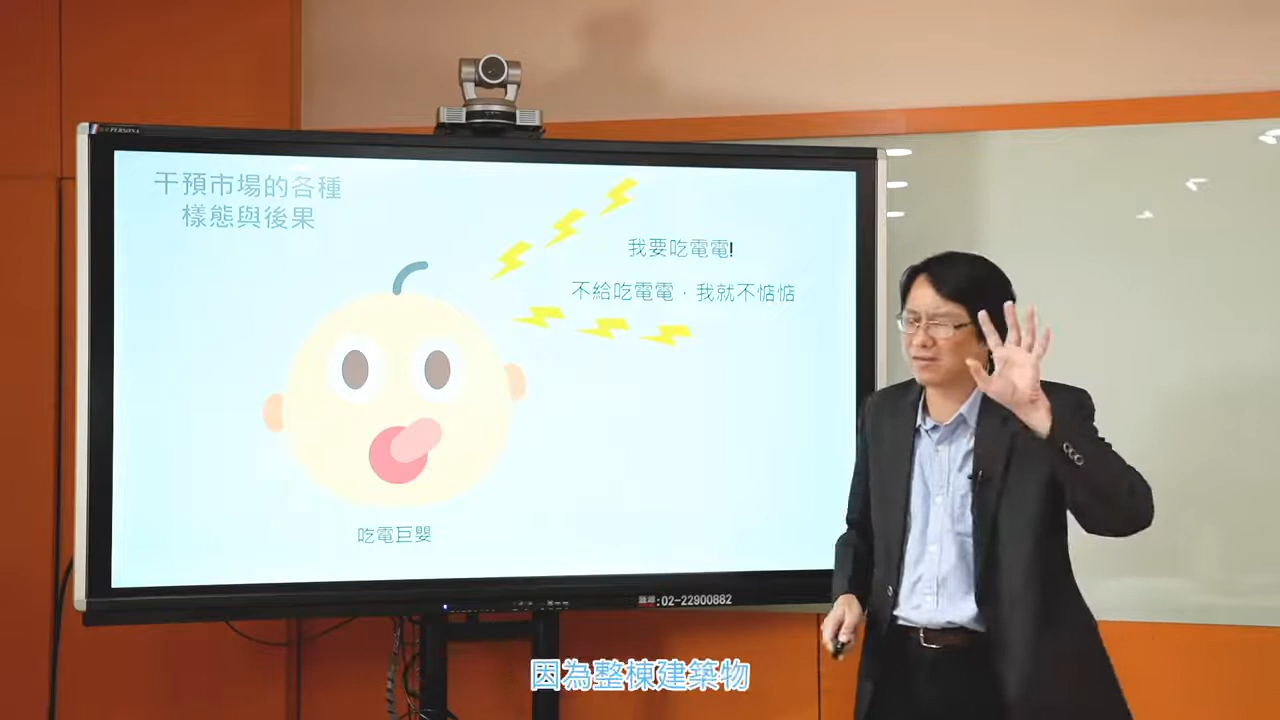 PERSONA
干預市場的各種
樣態與後果
我要吃電電!
不給吃電電，我就不惦惦
吃電巨嬰
:02-22900882
因為整棟建築物